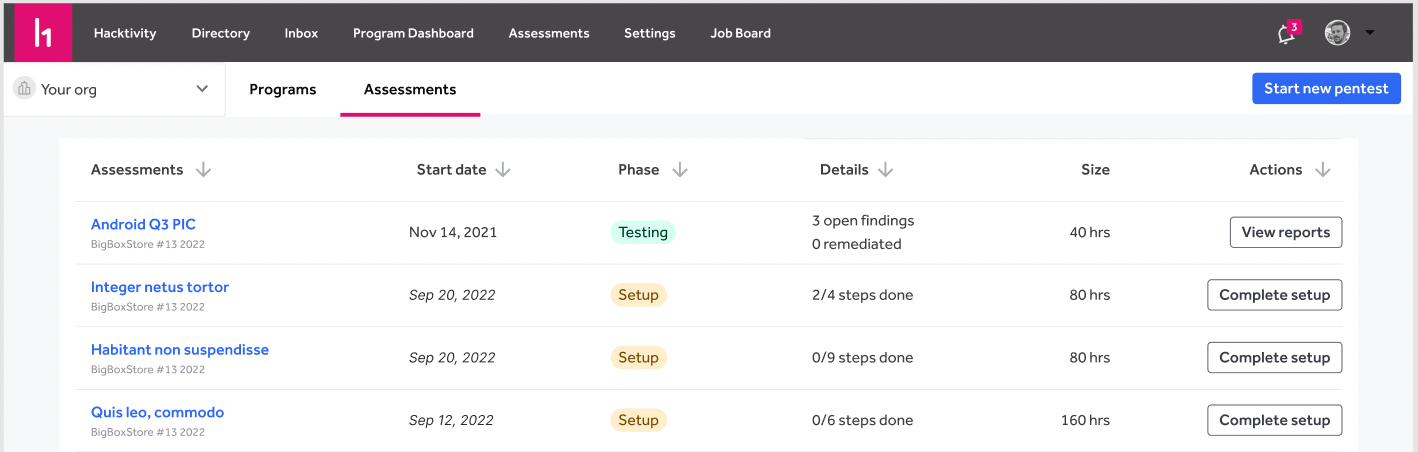 h1 Hacktivity Directory Inbox Program Dashboard Assessments Settings Job Board 3
Your org Programs Assessments Start new pentest
Assessments Start date Phase Details Size Actions
Android Q3 PIC
BigBoxStore #13 2022
Nov 14, 2021
Testing
3 open findings
0 remediated
40 hrs
View reports
Integer netus tortor
BigBoxStore #13 2022
Sep 20, 2022
Setup
2/4 steps done
80 hrs
Complete setup
Habitant non suspendisse
BigBoxStore #13 2022
Sep 20, 2022
Setup
0/9 steps done
80 hrs
Complete setup
Quis leo, commodo
BigBoxStore #13 2022
Sep 12, 2022
Setup
0/6 steps done
160 hrs
Complete setup